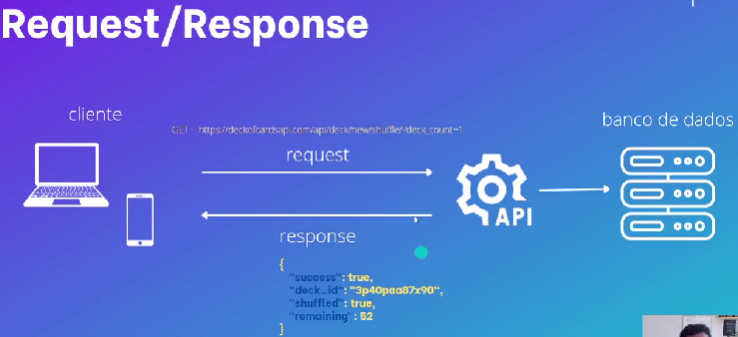 Request/Response
cliente
banco de dados
GET - https://deckofcardsapi.com/api/deck/new/shuffle/?deck_count=1
request
API
response
{
"success": true,
"deck_id": "3p40paa87x90",
"shuffled": true,
"remaining": 52
}